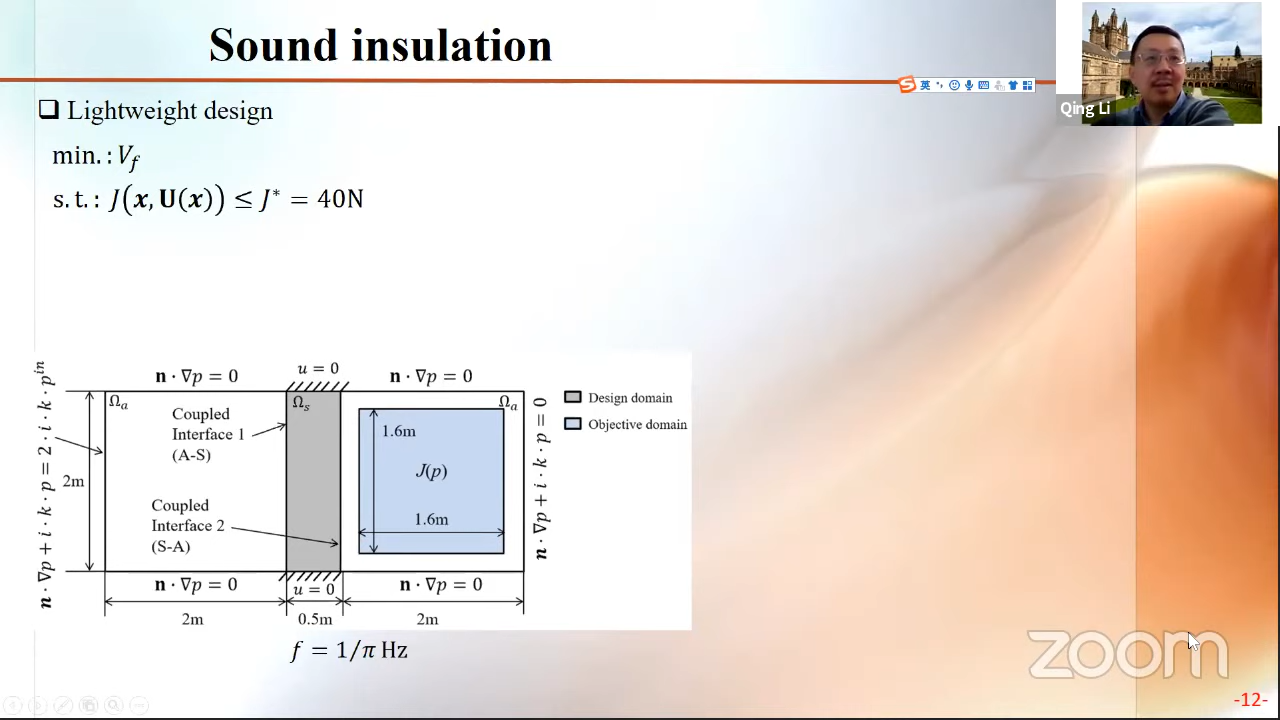 Sound insulation
英
Qing Li
❑ Lightweight design
min.: V_f
s.t.: J(x, U(x)) ≤ J* = 40N
n · ∇p + i · k · p = 2 · i · k · p^in
n · ∇p = 0
u = 0
n · ∇p = 0
Ω_a
Ω_s
Ω_a
Coupled
Interface 1
(A-S)
2m
Coupled
Interface 2
(S-A)
1.6m
J(p)
1.6m
n · ∇p + i · k · p = 0
Design domain
Objective domain
n · ∇p = 0
u = 0
n · ∇p = 0
2m
0.5m
2m
f = 1/π Hz
zoom
-12-